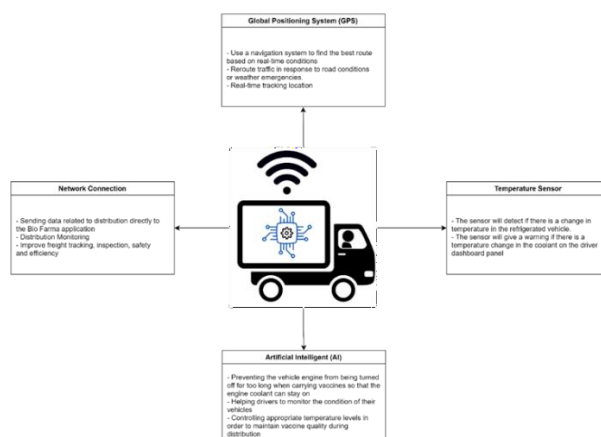 Global Positioning System (GPS)
- Use a navigation system to find the best route
based on real-time conditions
- Reroute traffic in response to road conditions
or weather emergencies.
- Real-time tracking location
Network Connection
- Sending data related to distribution directly to
the Bio Farma application
- Distribution Monitoring
- Improve freight tracking, inspection, safety
and efficiency
Temperature Sensor
- The sensor will detect if there is a change in
temperature in the refrigerated vehicle.
- The sensor will give a warning if there is a
temperature change in the coolant on the driver
dashboard panel
Artificial Intelligent (AI)
- Preventing the vehicle engine from being turned
off for too long when carrying vaccines so that the
engine coolant can stay on
- Helping drivers to monitor the condition of their
vehicles
- Controlling appropriate temperature levels in
order to maintain vaccine quality during
distribution